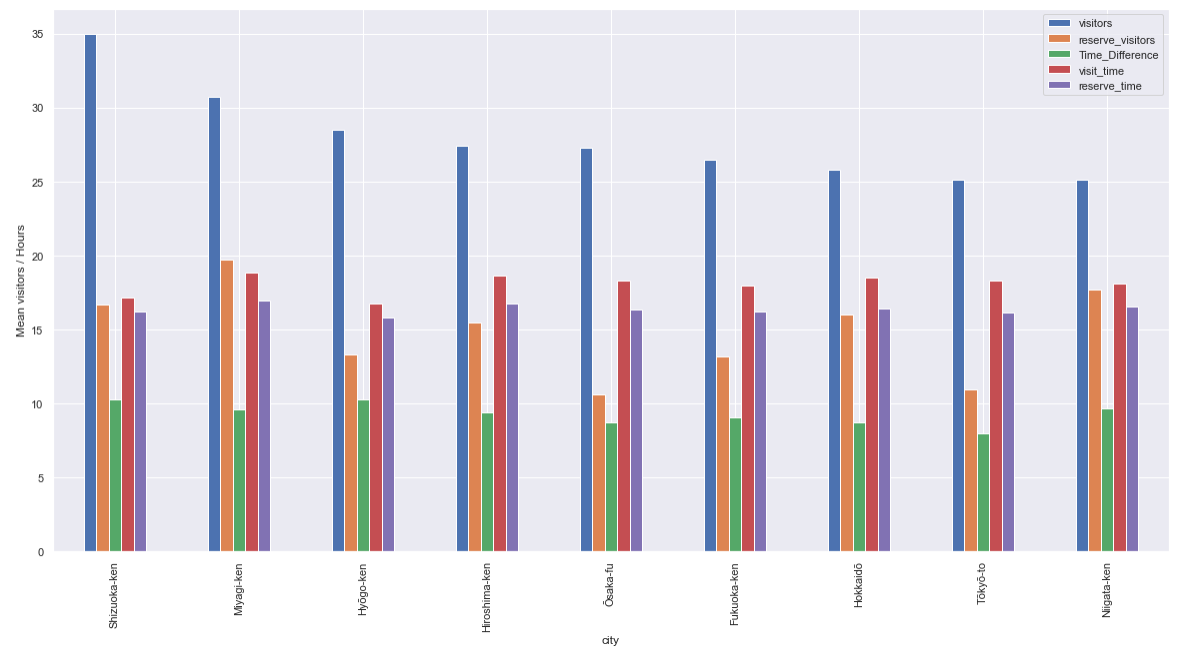 visitors
reserve_visitors
Time_Difference
visit_time
reserve_time
Mean visitors / Hours
35
30
25
20
15
10
5
0
Shizuoka-ken
Miyagi-ken
Hyōgo-ken
Hiroshima-ken
Ōsaka-fu
Fukuoka-ken
Hokkaidō
Tōkyō-to
Niigata-ken
city